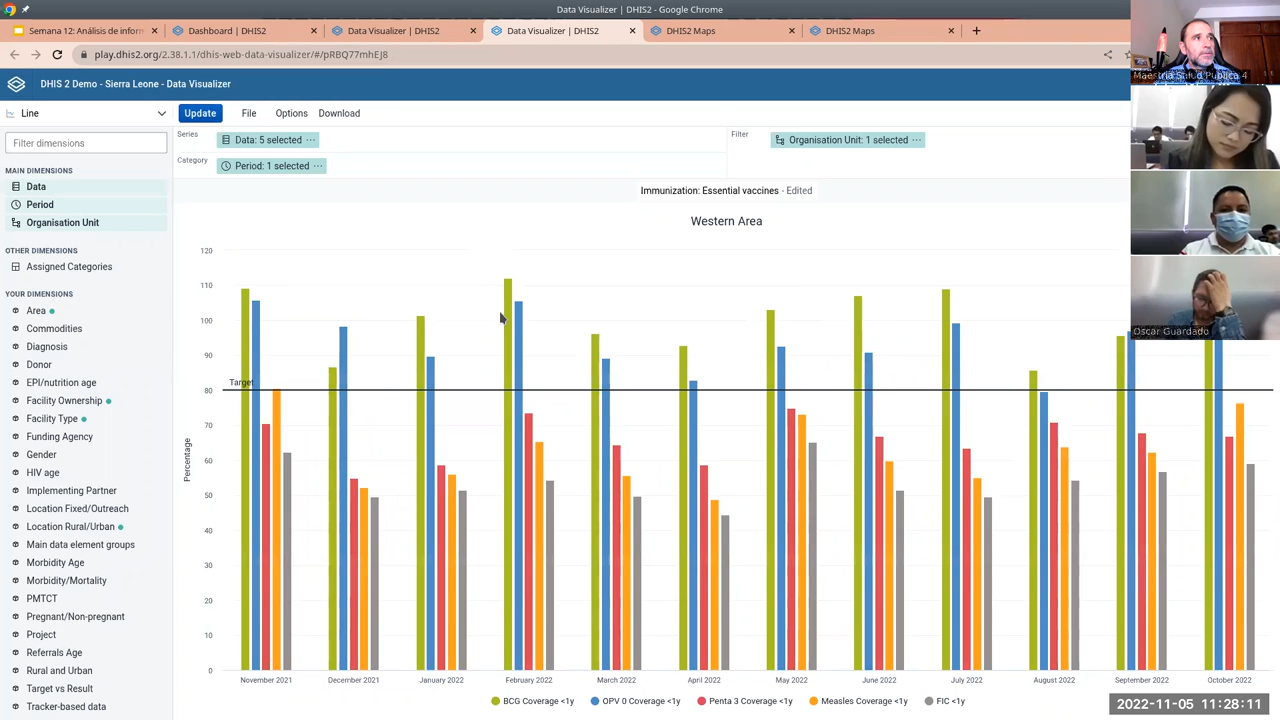 Data Visualizer | DHIS2 - Google Chrome
Semana 12: Análisis de inform
Dashboard | DHIS2
Data Visualizer | DHIS2
Data Visualizer | DHIS2
DHIS2 Maps
DHIS2 Maps
play.dhis2.org/2.38.1.1/dhis-web-data-visualizer/#/pRBQ77mhEJ8
DHIS 2 Demo - Sierra Leone - Data Visualizer
Line
Update
File
Options
Download
Filter dimensions
MAIN DIMENSIONS
Data
Period
Organisation Unit
OTHER DIMENSIONS
Assigned Categories
YOUR DIMENSIONS
Area
Commodities
Diagnosis
Donor
EPI/nutrition age
Facility Ownership
Facility Type
Funding Agency
Gender
HIV age
Implementing Partner
Location Fixed/Outreach
Location Rural/Urban
Main data element groups
Morbidity Age
Morbidity/Mortality
PMTCT
Pregnant/Non-pregnant
Project
Referrals Age
Rural and Urban
Target vs Result
Tracker-based data
Series
Data: 5 selected ···
Category
Period: 1 selected ···
Filter
Organisation Unit: 1 selected ···
Immunization: Essential vaccines - Edited
Western Area
120
110
100
90
80
70
60
50
40
30
20
10
0
Percentage
Target
November 2021
December 2021
January 2022
February 2022
March 2022
April 2022
May 2022
June 2022
July 2022
August 2022
September 2022
October 2022
BCG Coverage <1y
OPV 0 Coverage <1y
Penta 3 Coverage <1y
Measles Coverage <1y
FIC <1y
Maestria Salud Publica 4
Oscar Guardado
2022-11-05 11:28:11